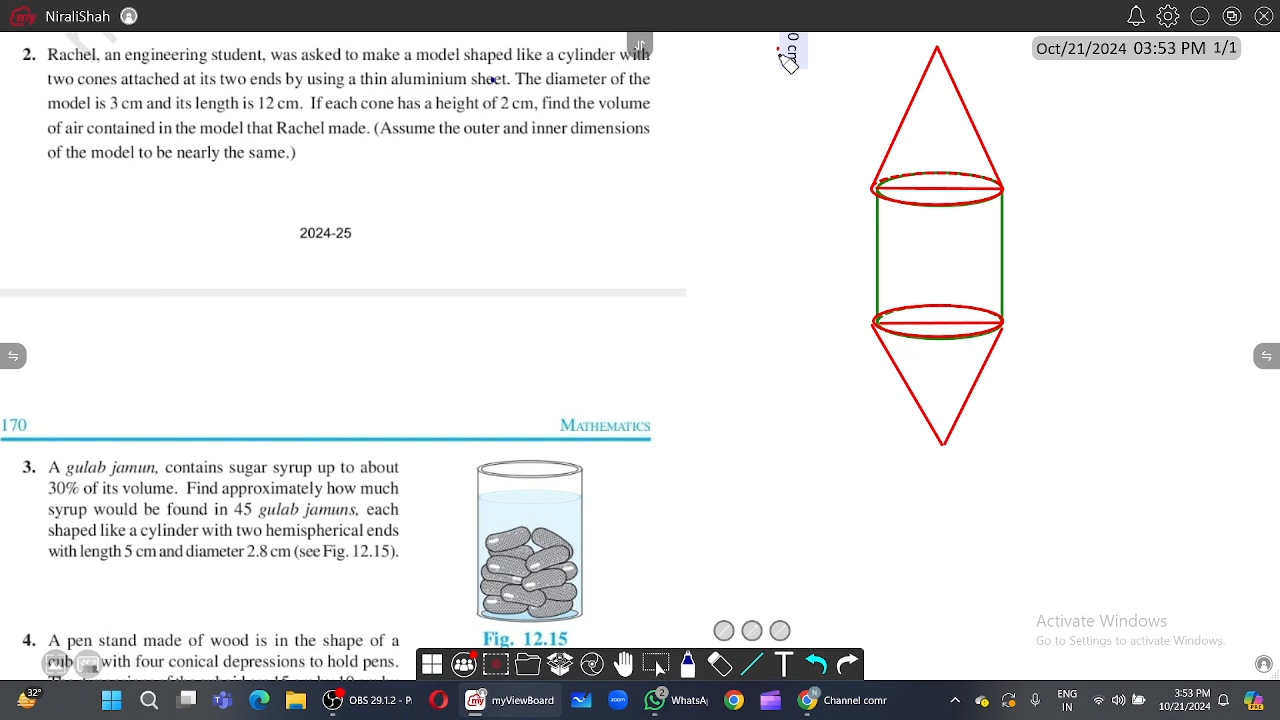 NiraliShah
2. Rachel, an engineering student, was asked to make a model shaped like a cylinder with
two cones attached at its two ends by using a thin aluminium sheet. The diameter of the
model is 3 cm and its length is 12 cm. If each cone has a height of 2 cm, find the volume
of air contained in the model that Rachel made. (Assume the outer and inner dimensions
of the model to be nearly the same.)
2024-25
Oct/21/2024 03:53 PM 1/1
170 MATHEMATICS
3. A gulab jamun, contains sugar syrup up to about
30% of its volume. Find approximately how much
syrup would be found in 45 gulab jamuns, each
shaped like a cylinder with two hemispherical ends
with length 5 cm and diameter 2.8 cm (see Fig. 12.15).
Fig. 12.15
4. A pen stand made of wood is in the shape of a
with four conical depressions to hold pens.
Activate Windows
Go to Settings to activate Windows.
32°
OBS 29.1.2 - P
myViewBoard
zoom
2
WhatsA
Channel comr
ENG
IN
3:53 PM
10/21/2024